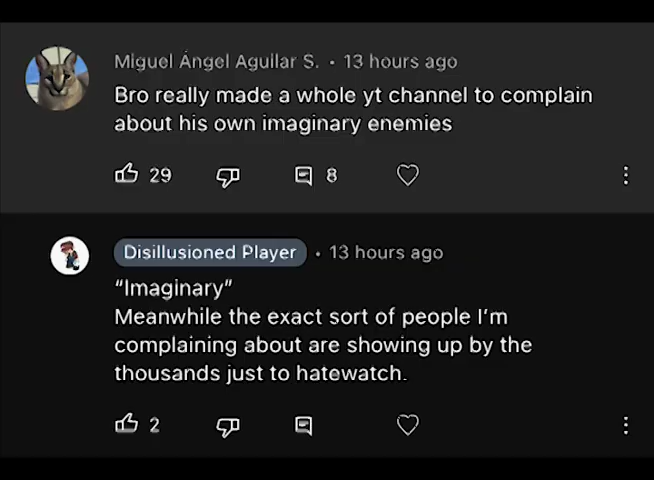 Miguel Ángel Aguilar S. • 13 hours ago
Bro really made a whole yt channel to complain
about his own imaginary enemies
29 8
Disillusioned Player • 13 hours ago
“Imaginary”
Meanwhile the exact sort of people I’m
complaining about are showing up by the
thousands just to hatewatch.
2